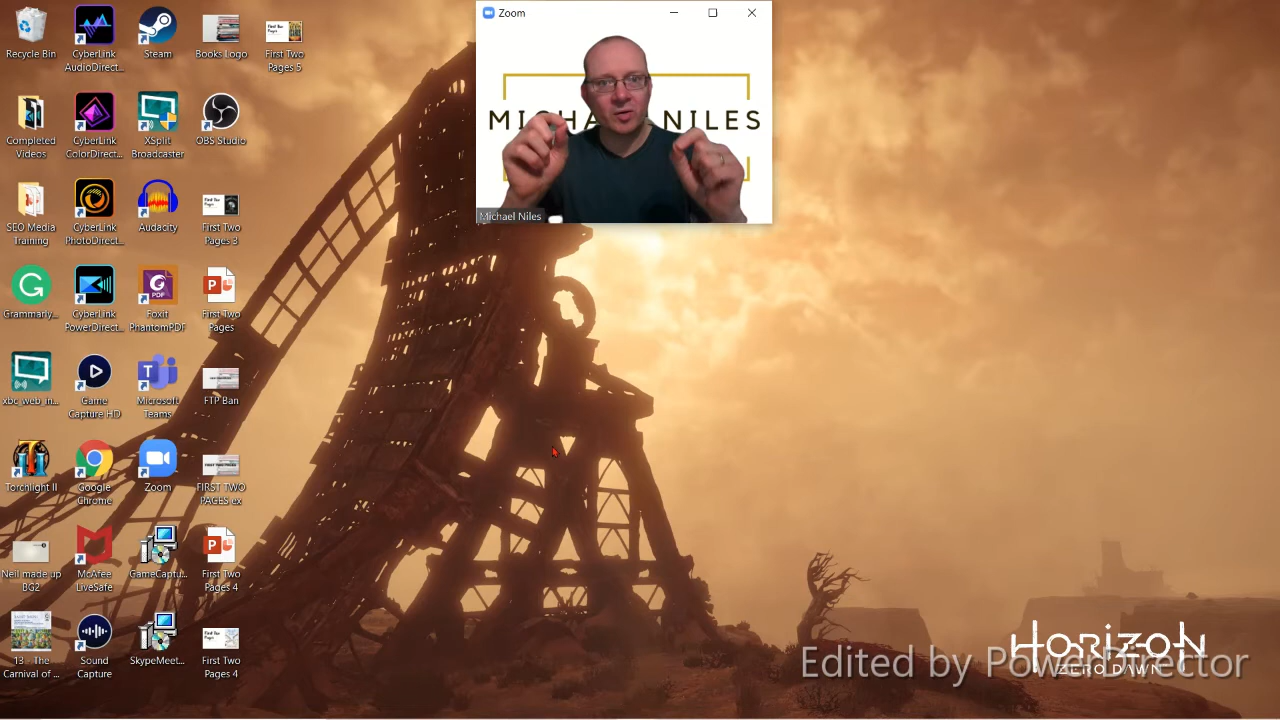 Zoom
MICHA NILES
Michael Niles
Recycle Bin
CyberLink
AudioDirect...
Steam
Books Logo
First Two
Pages 5
Completed
Videos
CyberLink
ColorDirect...
XSplit
Broadcaster
OBS Studio
SEO Media
Training
CyberLink
PhotoDirect...
Audacity
First Two
Pages 3
Grammarly...
CyberLink
PowerDirect...
PDF
Foxit
PhantomPDF
First Two
Pages
xbc_web_in...
Game
Capture HD
Microsoft
Teams
FTP Ban
Torchlight II
Google
Chrome
Zoom
FIRST TWO
PAGES ex
Neil made up
BG2
McAfee
LiveSafe
GameCaptu...
First Two
Pages 4
13 - The
Carnival of ...
Sound
Capture
SkypeMeet...
First Two
Pages 4
HORIZON
ZERO DAWN
Edited by PowerDirector